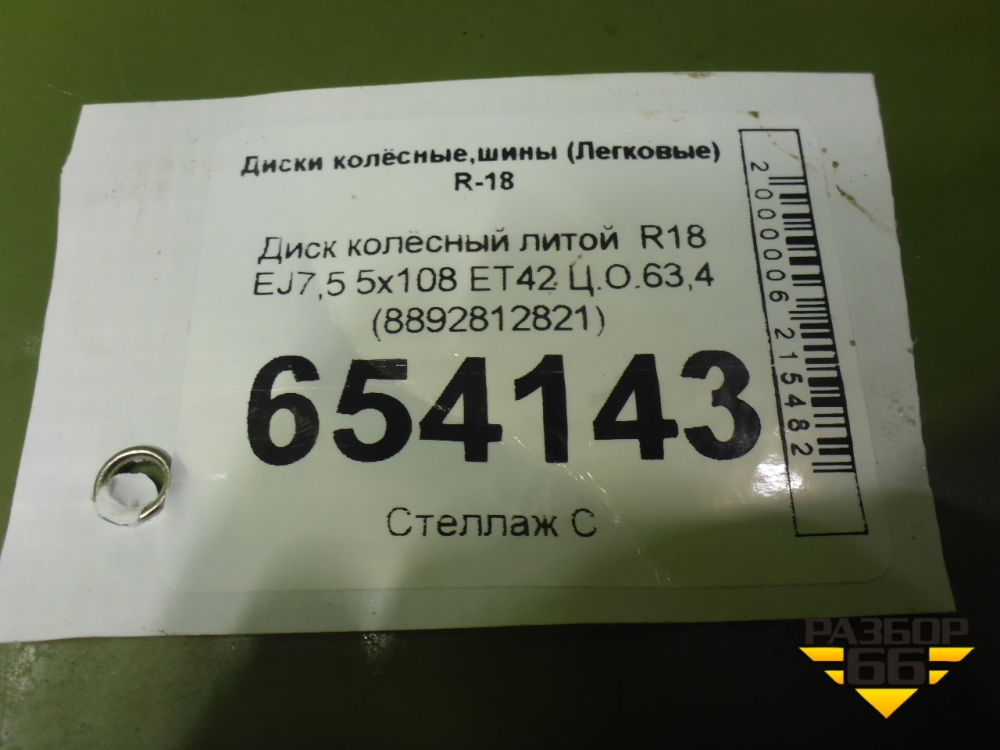 Диски колёсные,шины (Легковые)
R-18
Диск колёсный литой R18
EJ7,5 5x108 ET42 Ц.О.63,4
(8892812821)
654143
Стеллаж С
2000006215482
РАЗБОР
66